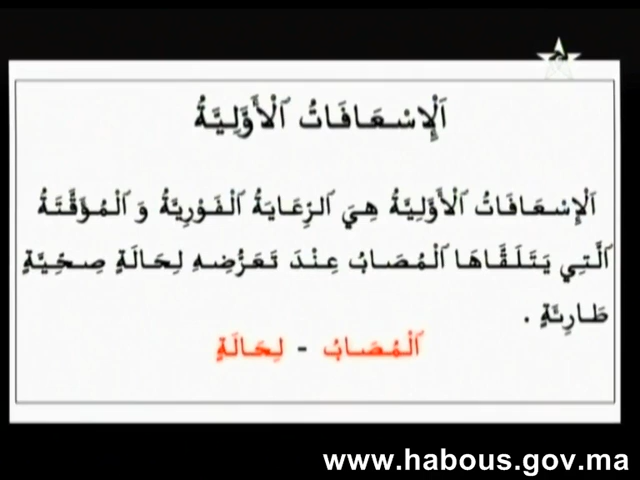 اَلْإِسْعَافَاتُ اَلْأَوَّلِيَّةُ
اَلْإِسْعَافَاتُ اَلْأَوَّلِيَّةُ هِيَ اَلرِّعَايَةُ اَلْفَوْرِيَّةُ وَ اَلْمُؤَقَّتَةُ
اَلَّتِي يَتَلَقَّاهَا اَلْمُصَابُ عِنْدَ تَعَرُّضِهِ لِحَالَةٍ صِحِّيَّةٍ
طَارِئَةٍ .
اَلْمُصَابُ - لِحَالَةٍ
www.habous.gov.ma